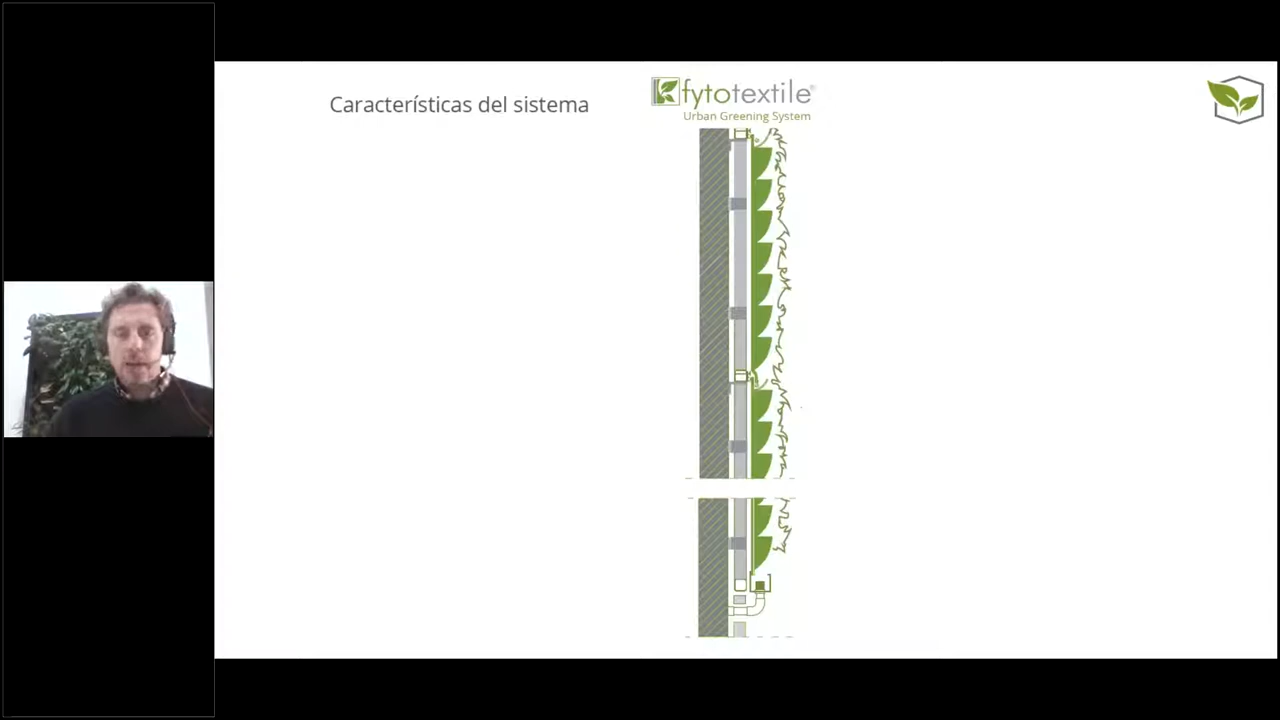 Características del sistema
fytotextile®
Urban Greening System